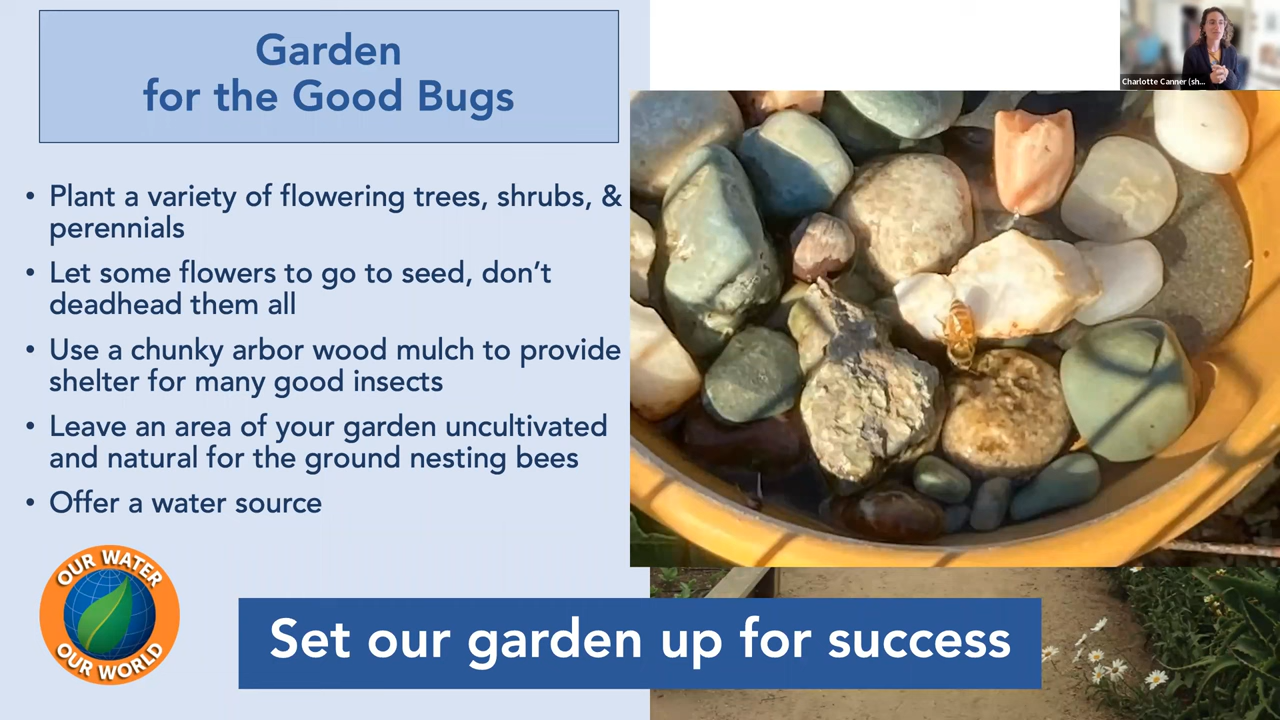 Garden
for the Good Bugs
Charlotte Canner (sh...
• Plant a variety of flowering trees, shrubs, &
perennials
• Let some flowers to go to seed, don't
deadhead them all
• Use a chunky arbor wood mulch to provide
shelter for many good insects
• Leave an area of your garden uncultivated
and natural for the ground nesting bees
• Offer a water source
OUR WATER
OUR WORLD
Set our garden up for success